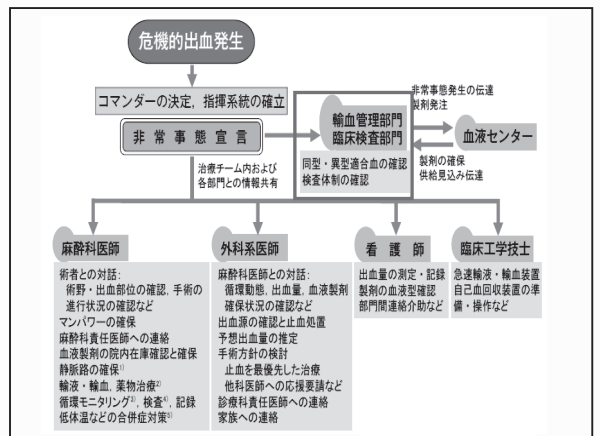 危機的出血発生
コマンダーの決定，指揮系統の確立
非常事態宣言
治療チーム内および
各部門との情報共有
輸血管理部門
臨床検査部門
同型・異型適合血の確認
検査体制の確認
非常事態発生の伝達
製剤発注
血液センター
製剤の確保
供給見込み伝達
麻酔科医師
術者との対話:
術野・出血部位の確認，手術の
進行状況の確認など
マンパワーの確保
麻酔科責任医師への連絡
血液製剤の院内在庫確認と確保
静脈路の確保1)
輸液・輸血，薬物治療2)
循環モニタリング3)，検査4)，記録
低体温などの合併症対策5)
外科系医師
麻酔科医師との対話:
循環動態，出血量，血液製剤
確保状況の確認など
出血源の確認と止血処置
予想出血量の推定
手術方針の検討
止血を最優先した治療
他科医師への応援要請など
診療科責任医師への連絡
家族への連絡
看護師
出血量の測定・記録
製剤の血液型確認
部門間連絡介助など
臨床工学技士
急速輸液・輸血装置
自己血回収装置の準
備・操作など